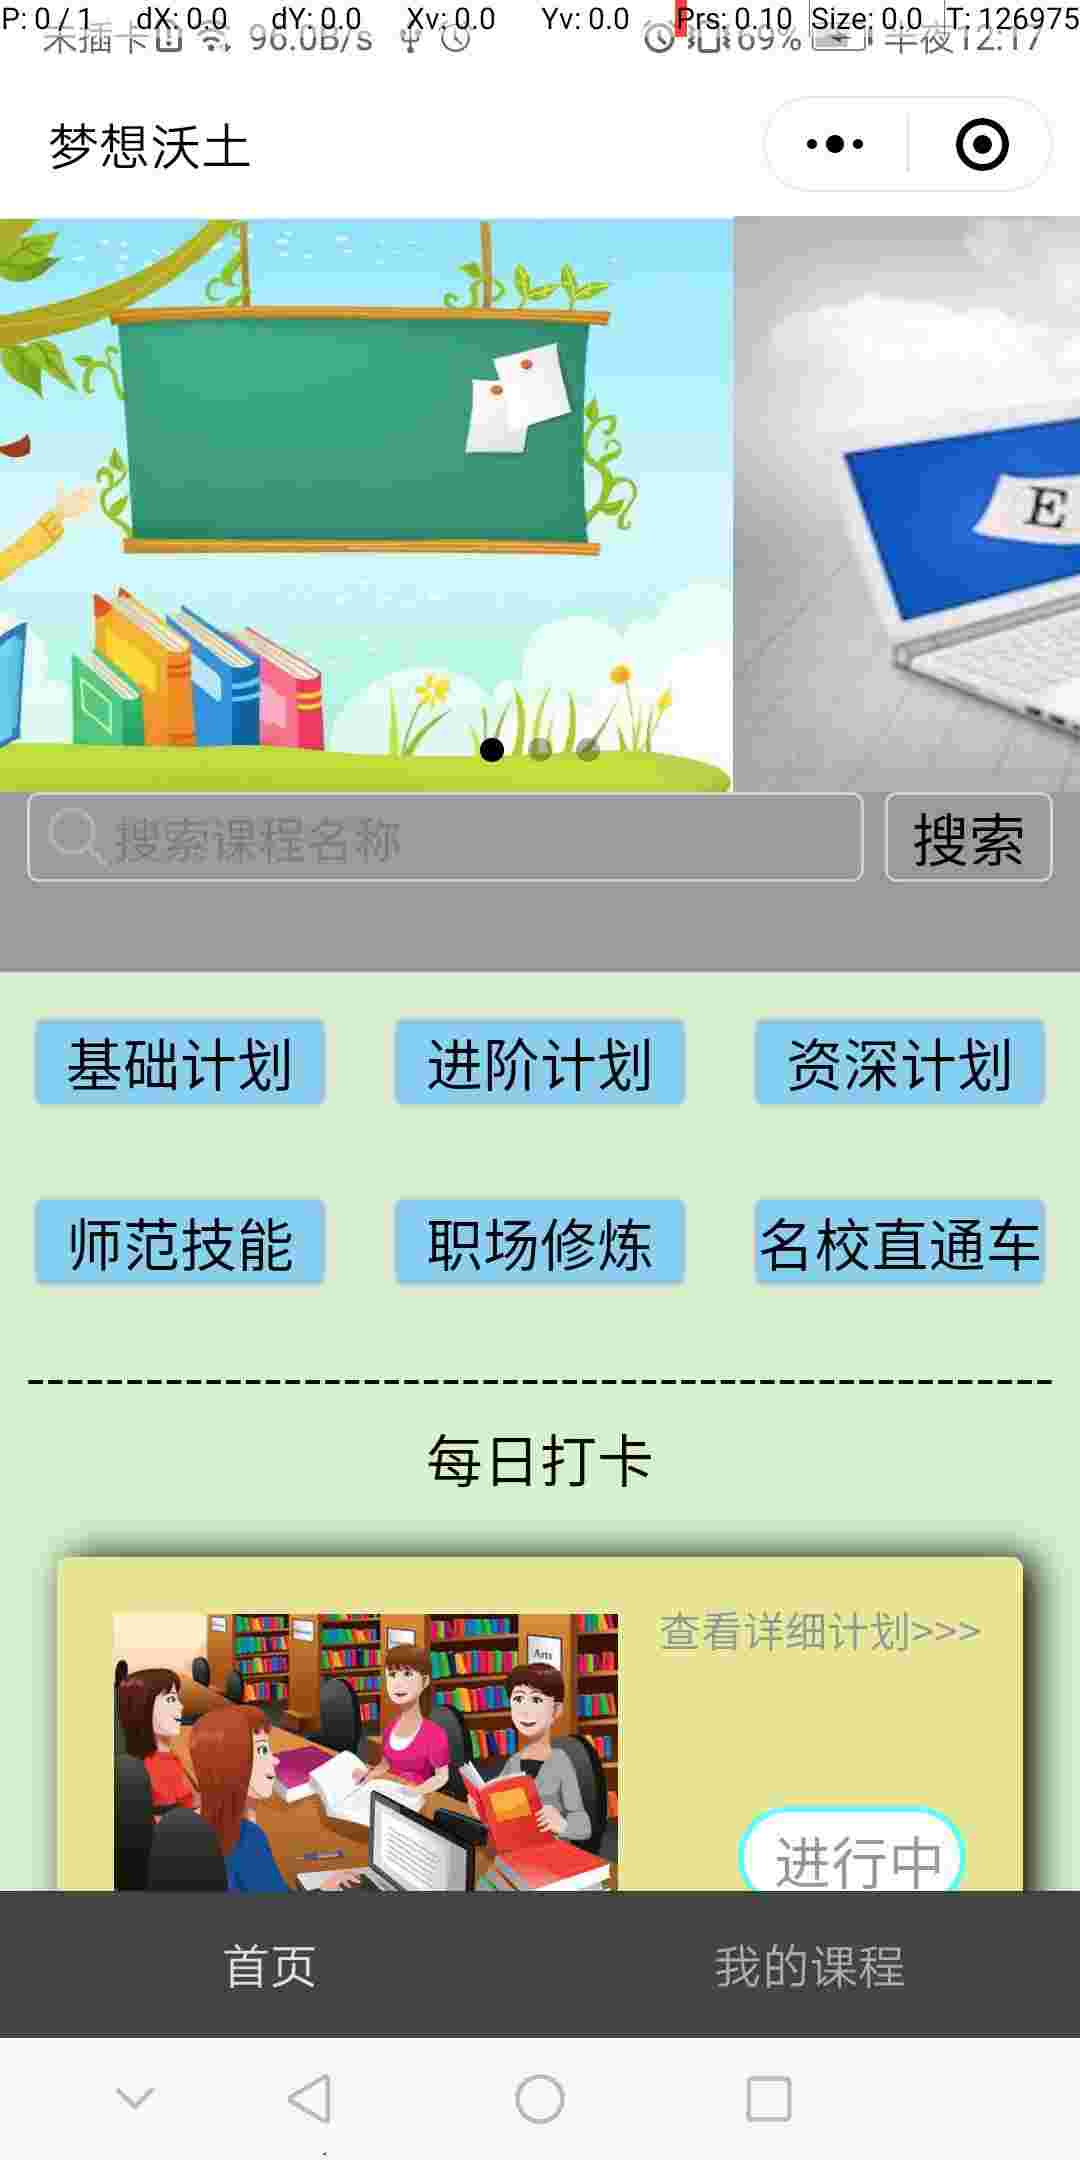 P: 0 / 1 dX: 0.0 dY: 0.0 Xv: 0.0 Yv: 0.0 Prs: 0.10 Size: 0.0 T: 126975
未插卡 96.0B/s 69% 半夜12:17
梦想沃土
E
搜索课程名称 搜索
基础计划 进阶计划 资深计划
师范技能 职场修炼 名校直通车
每日打卡
查看详细计划>>>
Arts
进行中
首页 我的课程